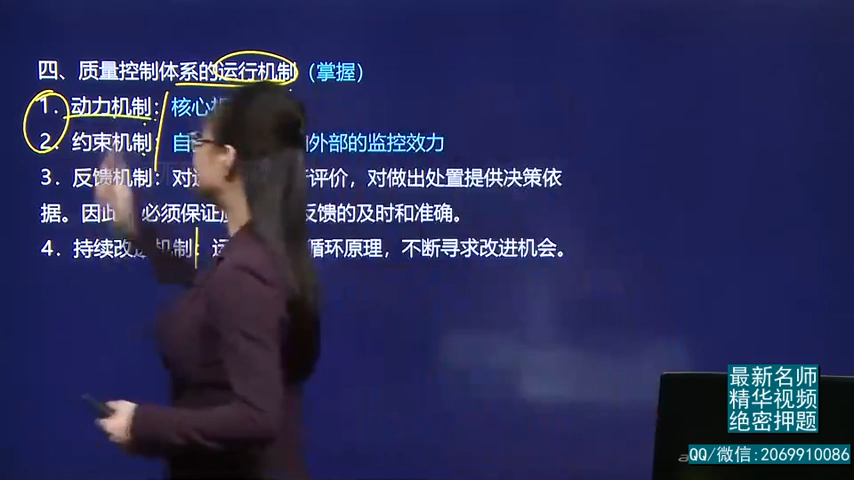 四、质量控制体系的运行机制（掌握）
1．动力机制：核心
2．约束机制：自 外部的监控效力
3．反馈机制：对 评价，对做出处置提供决策依
据。因此 必须保证 反馈的及时和准确。
4．持续改进机制：运 循环原理，不断寻求改进机会。
最新名师
精华视频
绝密押题
QQ/微信:2069910086